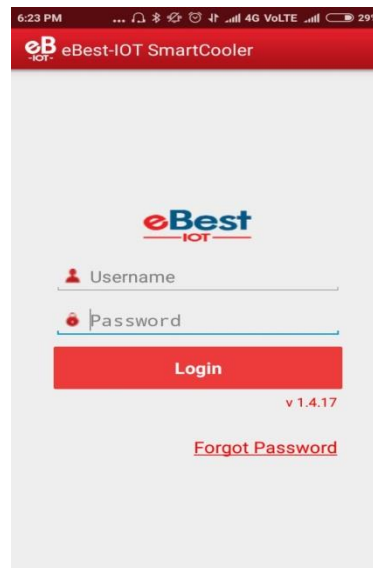 6:23 PM ... 4G VoLTE 29%
eB -IOT- eBest-IOT SmartCooler
eBest
IOT
Username
Password
Login
v 1.4.17
Forgot Password